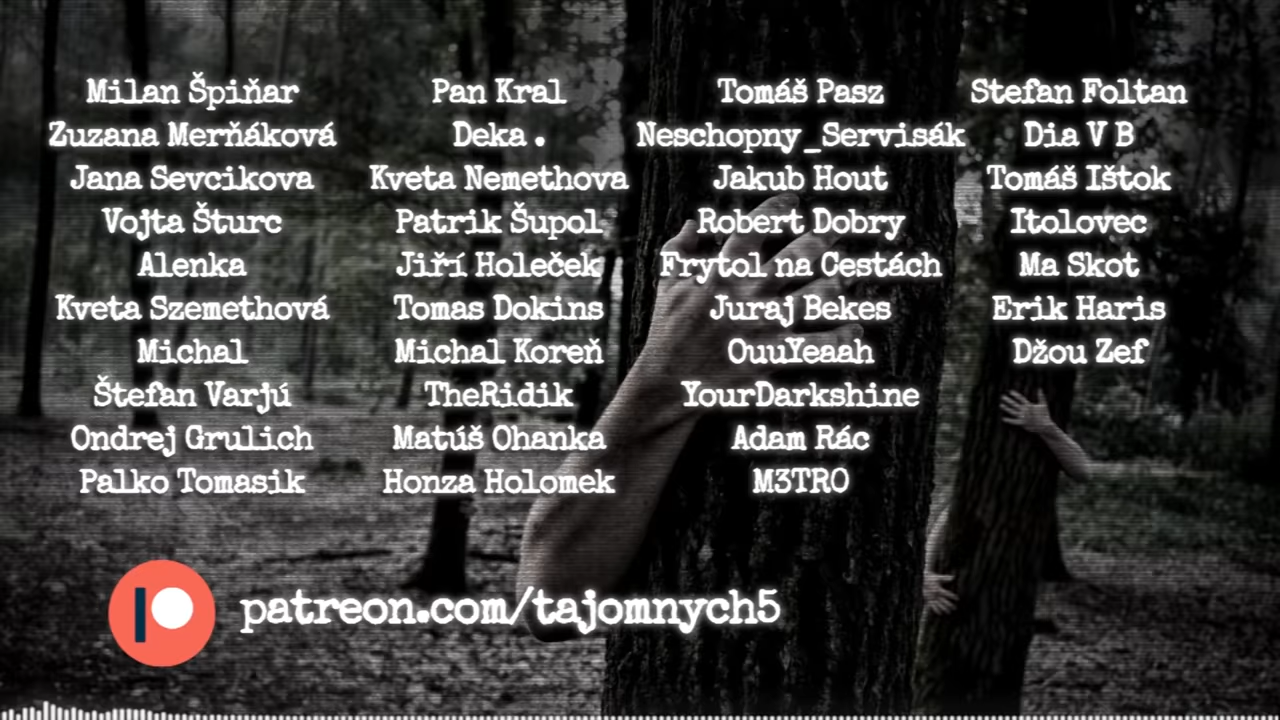 Milan Špiňar
Zuzana Merňáková
Jana Sevcikova
Vojta Šturc
Alenka
Kveta Szemethová
Michal
Štefan Varjú
Ondrej Grulich
Palko Tomasik
Pan Kral
Deka .
Kveta Nemethova
Patrik Šupol
Jiří Holeček
Tomas Dokins
Michal Koreň
TheRidik
Matúš Ohanka
Honza Holomek
Tomáš Pasz
Neschopny_Servisák
Jakub Hout
Robert Dobry
Frytol na Cestách
Juraj Bekes
OuuYeaah
YourDarkshine
Adam Rác
M3TRO
Stefan Foltan
Dia V B
Tomáš Ištok
Itolovec
Ma Skot
Erik Haris
Džou Zef
patreon.com/tajomnych5